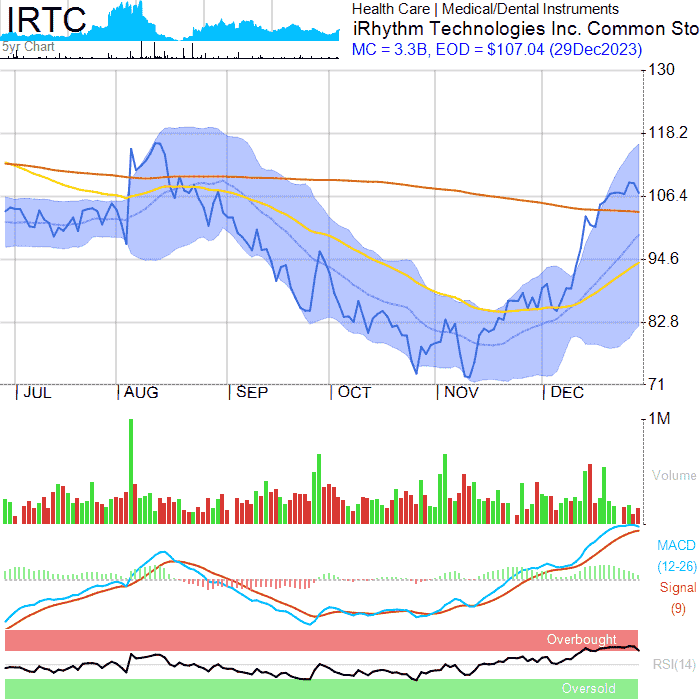 IRTC
5yr Chart
Health Care | Medical/Dental Instruments
iRhythm Technologies Inc. Common Sto
MC = 3.3B, EOD = $107.04 (29Dec2023)
130
118.2
106.4
94.6
82.8
71
JUL AUG SEP OCT NOV DEC
1M
Volume
MACD
(12-26)
Signal
(9)
Overbought
RSI(14)
Oversold